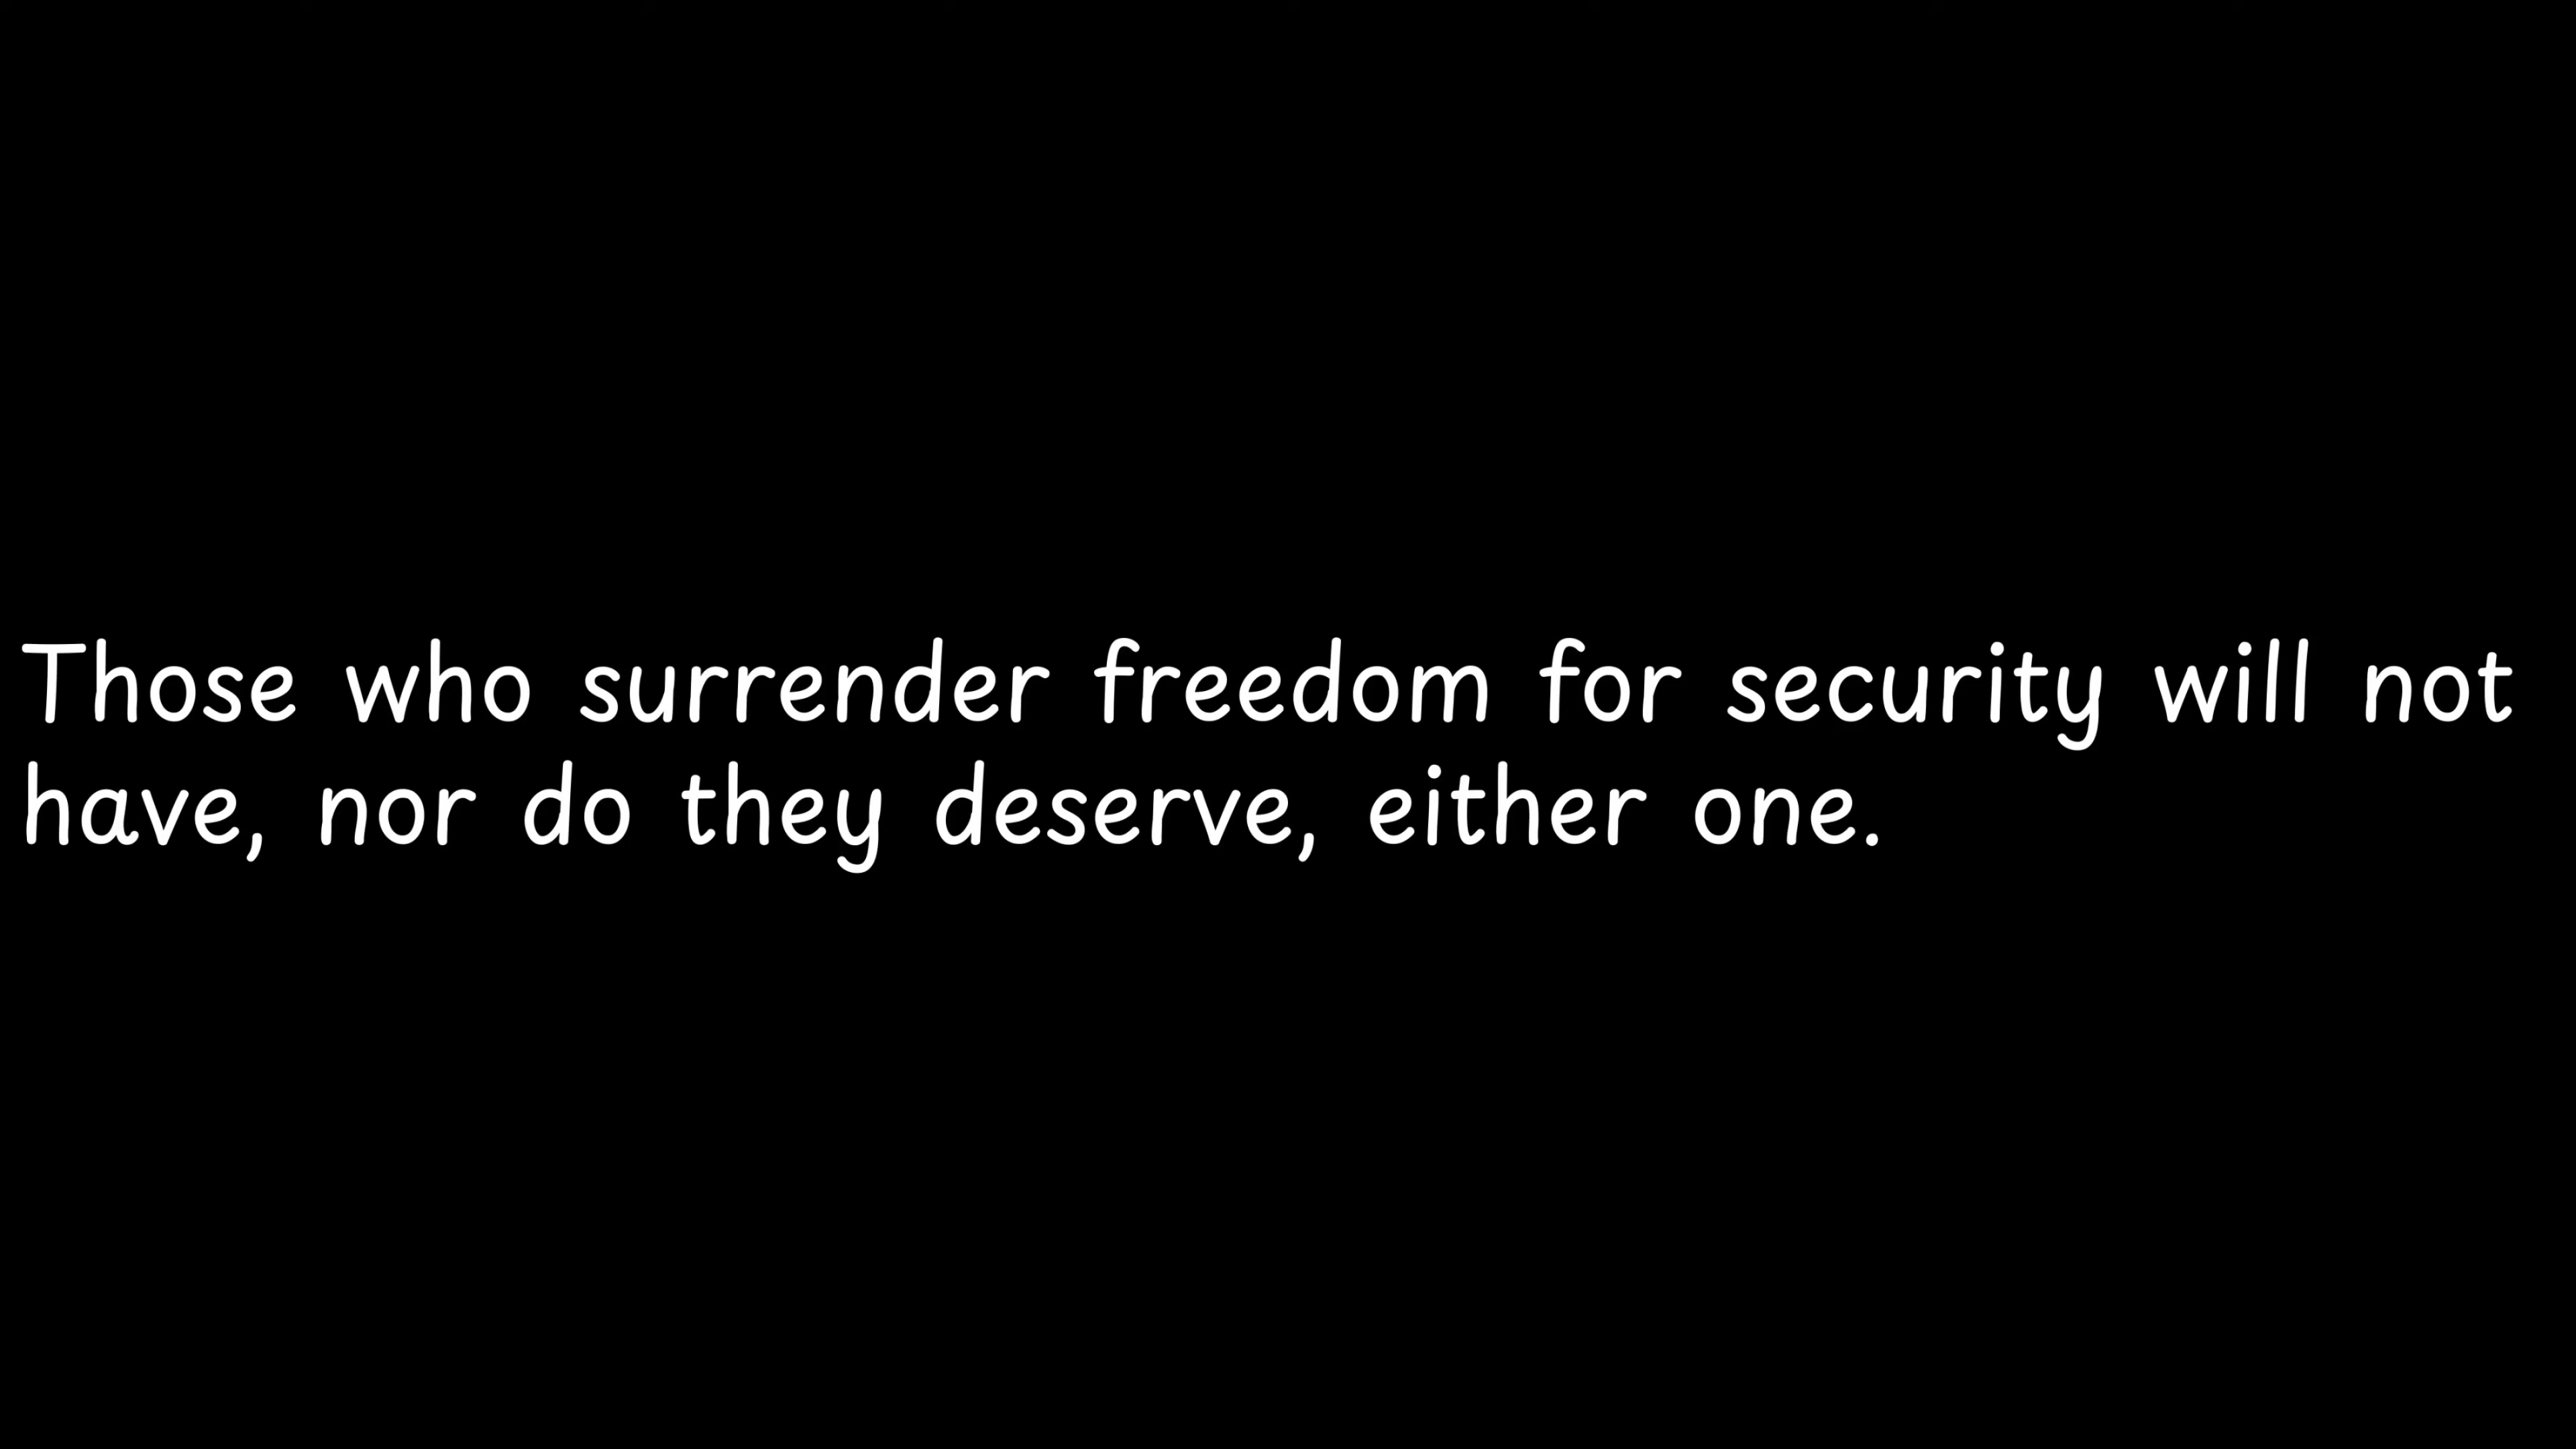 Those who surrender freedom for security will not
have, nor do they deserve, either one.